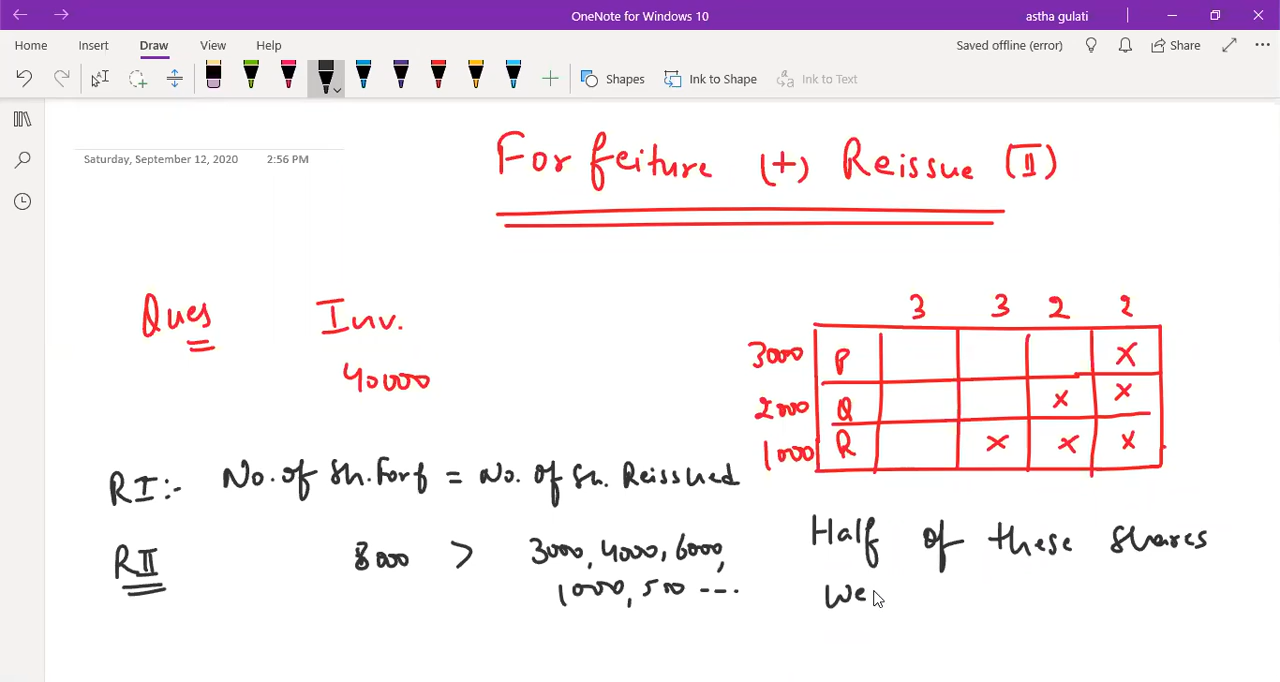 OneNote for Windows 10
astha gulati
Home Insert Draw View Help
Saved offline (error) Share
Shapes Ink to Shape Ink to Text
Saturday, September 12, 2020 2:56 PM
Forfeiture (+) Reissue (II)
Ques Inv.
40000
3 3 2 2
3000 P x
2000 Q x x
1000 R x x x
RI:- No. of Sh. Forf = No. of Sh. Reisshed
RII 8000 > 3000, 4000, 6000,
1000, 500 ---.
Half of these shares
We